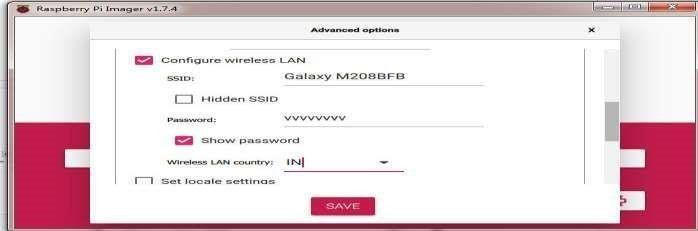 Raspberry Pi Imager v1.7.4
Advanced options
Configure wireless LAN
SSID: Galaxy M208BFB
Hidden SSID
Password: vvvvvvvv
Show password
Wireless LAN country: IN
Set locale settings
SAVE